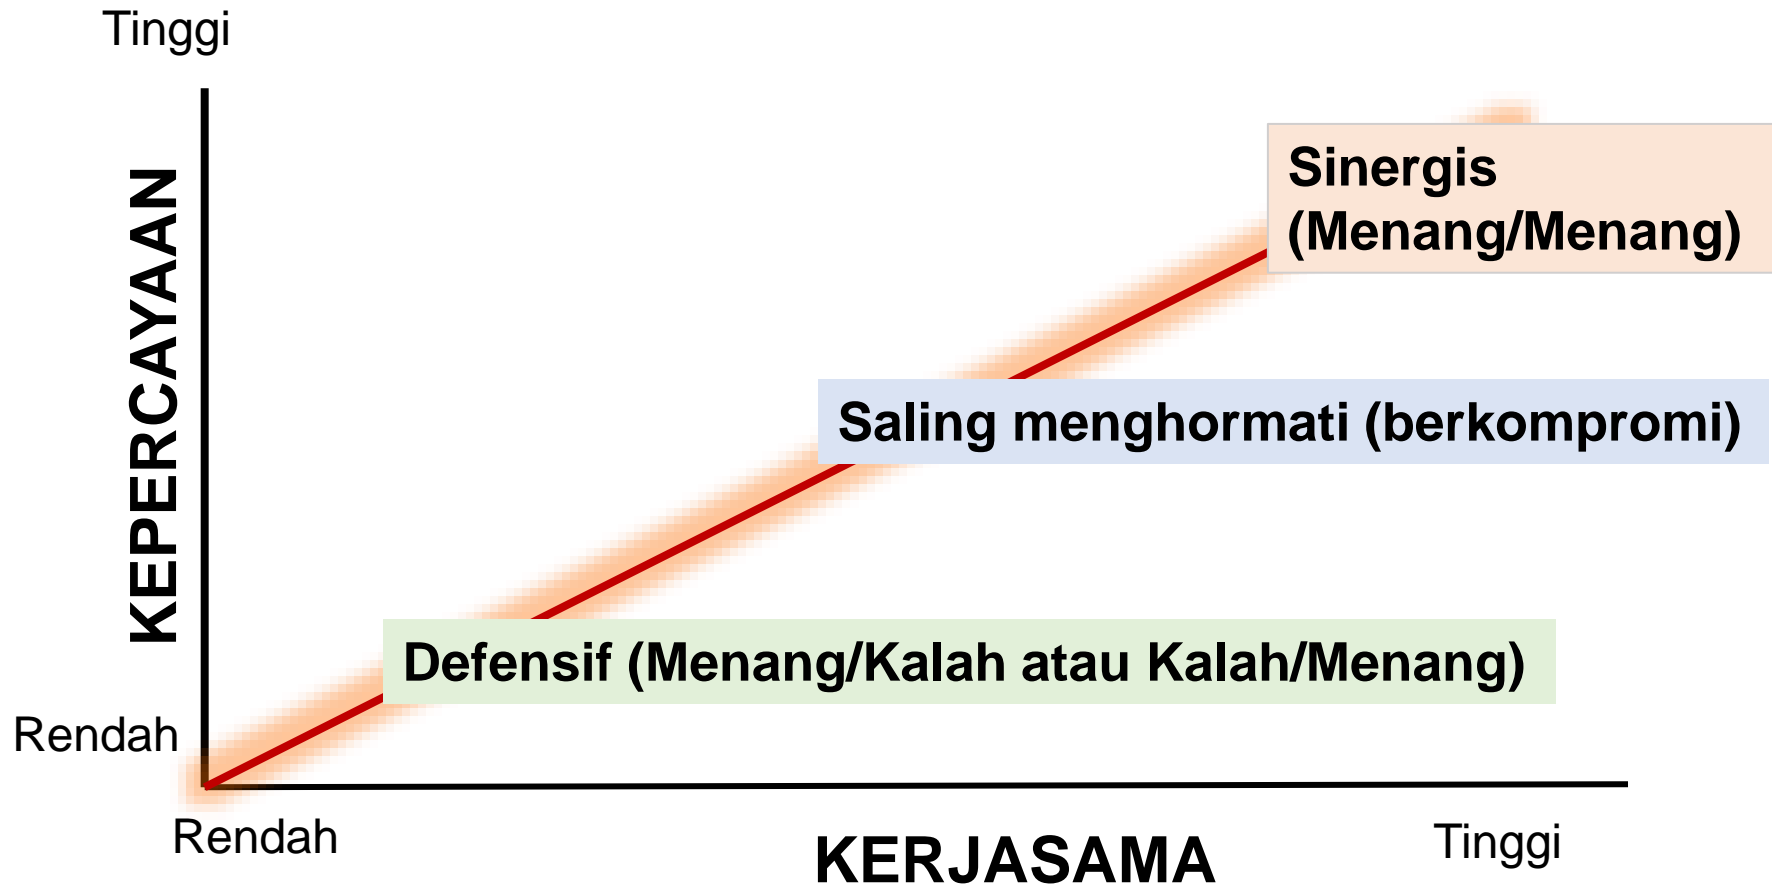 Tinggi
KEPERCAYAAN
Sinergis
(Menang/Menang)
Saling menghormati (berkompromi)
Defensif (Menang/Kalah atau Kalah/Menang)
Rendah
Rendah
KERJASAMA
Tinggi